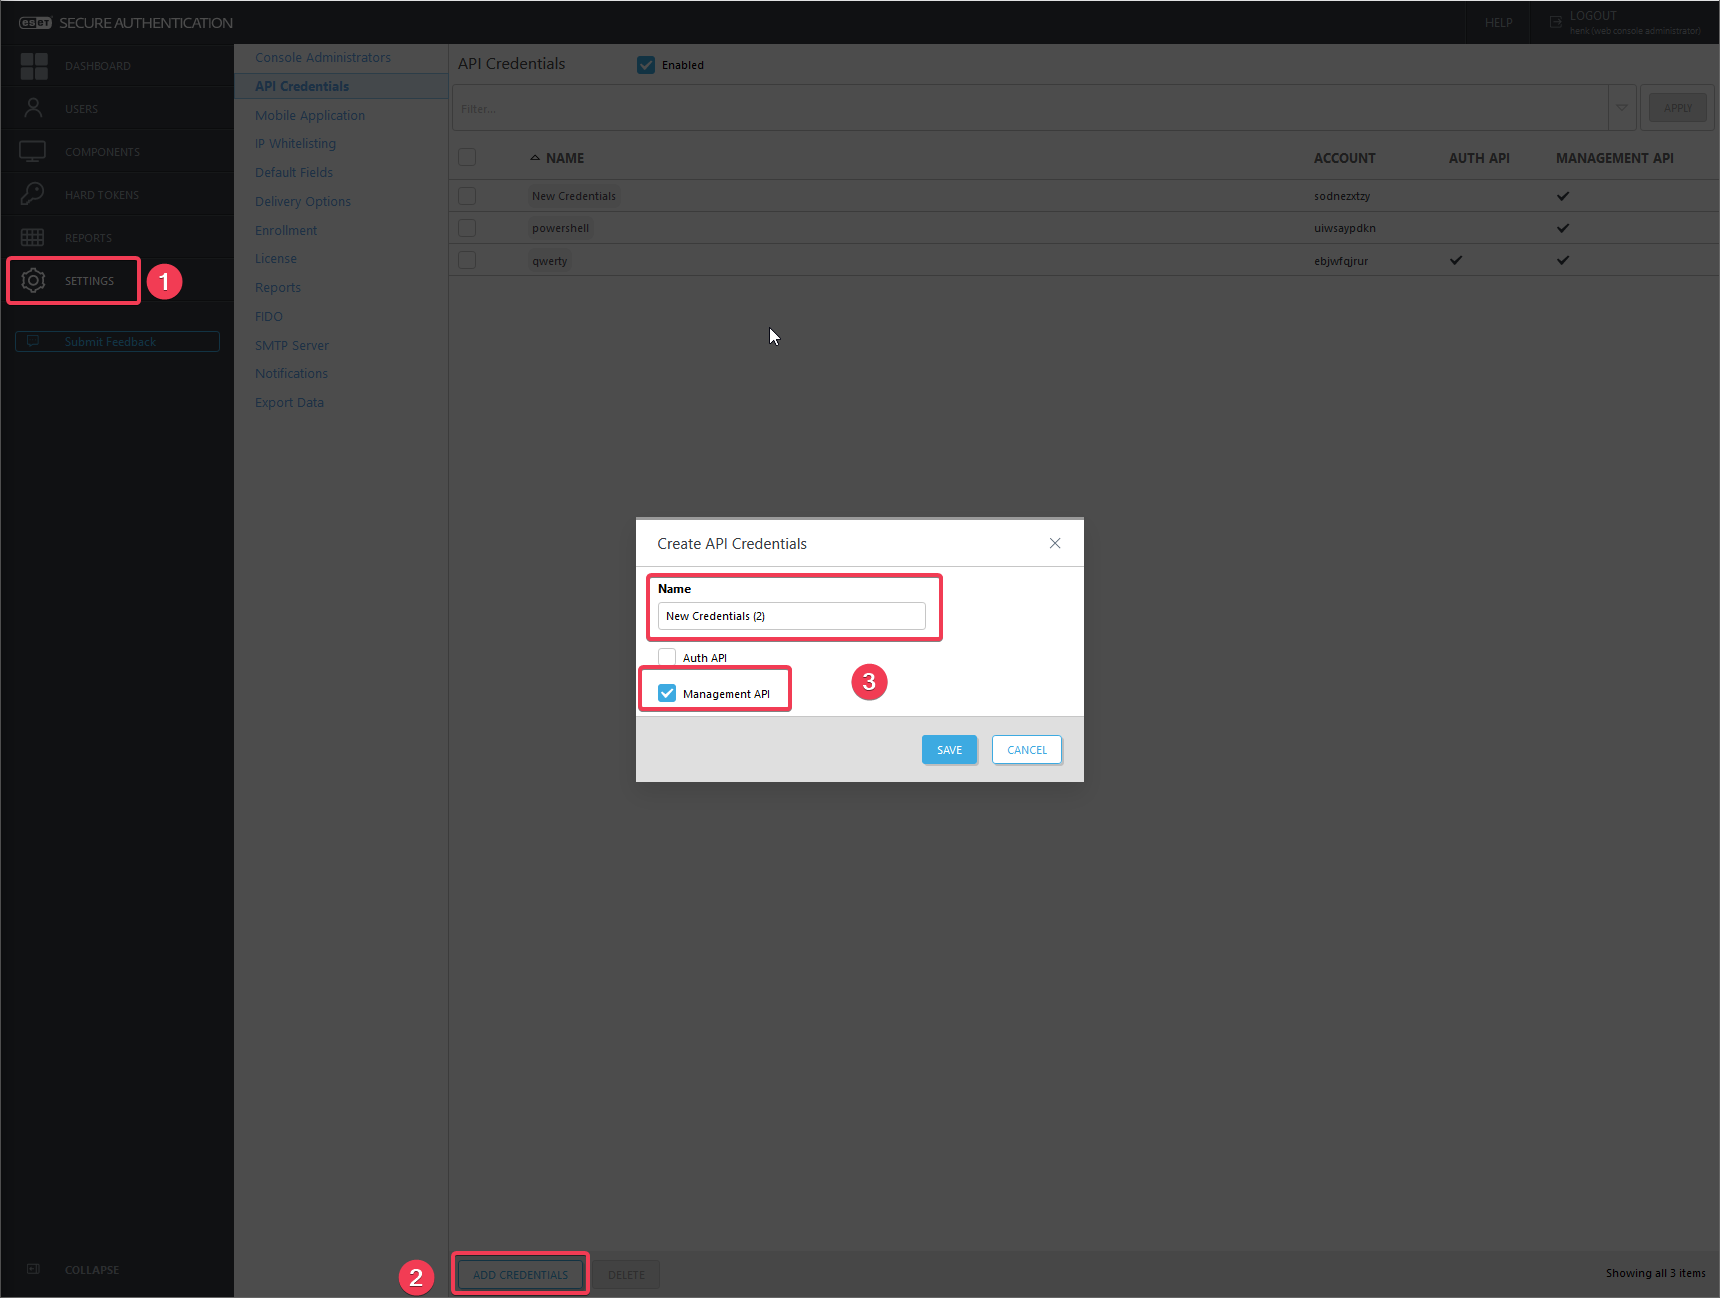 eset SECURE AUTHENTICATION
HELP
LOGOUT
henk (web console administrator)
DASHBOARD
USERS
COMPONENTS
HARD TOKENS
REPORTS
SETTINGS
1
Submit Feedback
COLLAPSE
Console Administrators
API Credentials
Mobile Application
IP Whitelisting
Default Fields
Delivery Options
Enrollment
License
Reports
FIDO
SMTP Server
Notifications
Export Data
API Credentials Enabled
Filter...
APPLY
NAME ACCOUNT AUTH API MANAGEMENT API
New Credentials sodnezxtzy
powershell uiwsaypdkn
qwerty ebjwfqjrur
Create API Credentials
Name
New Credentials (2)
Auth API
Management API
3
SAVE CANCEL
2
ADD CREDENTIALS DELETE
Showing all 3 items